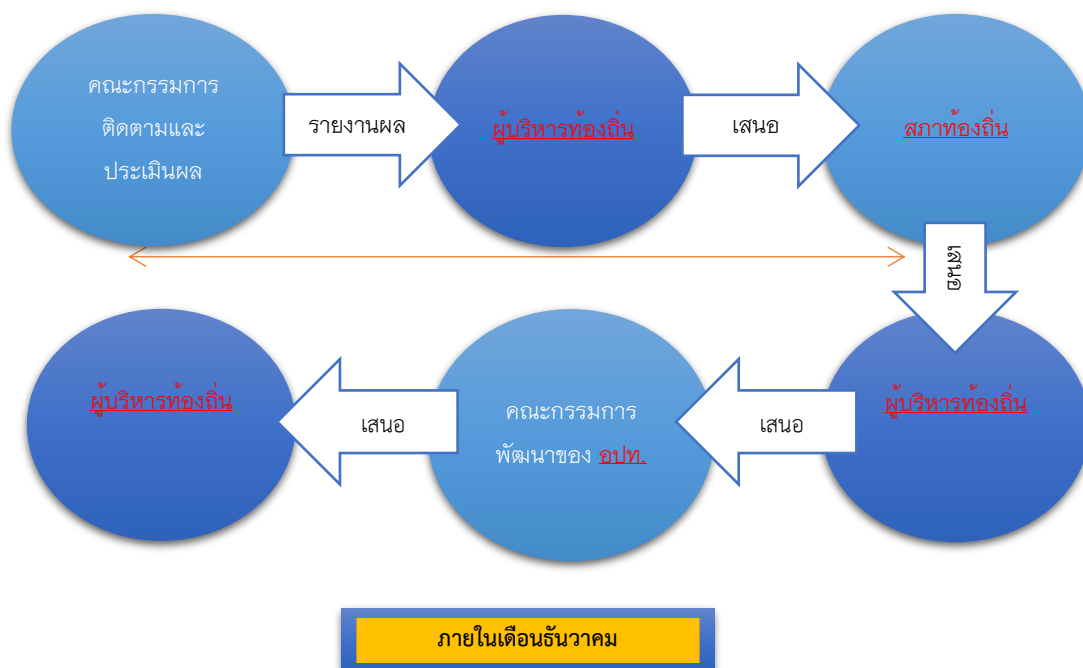 คณะกรรมการ
ติดตามและ
ประเมินผล
รายงานผล
ผู้บริหารท้องถิ่น
เสนอ
สภาท้องถิ่น
เสนอ
ผู้บริหารท้องถิ่น
เสนอ
คณะกรรมการ
พัฒนาของ อปท.
เสนอ
ผู้บริหารท้องถิ่น
ภายในเดือนธันวาคม